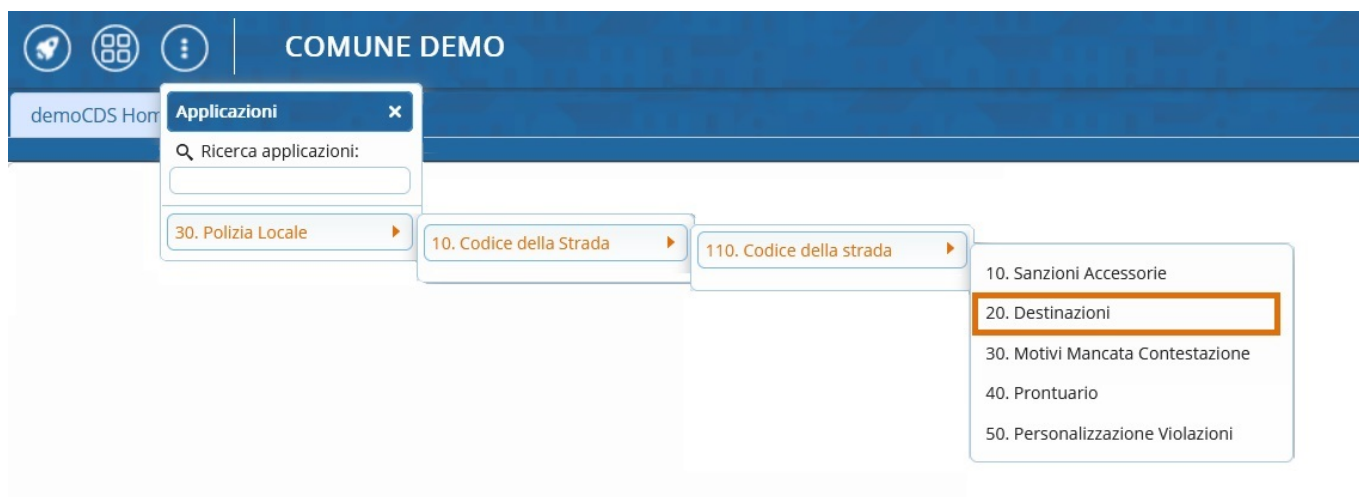 COMUNE DEMO
demoCDS Hom
Applicazioni
Ricerca applicazioni:
30. Polizia Locale
10. Codice della Strada
110. Codice della strada
10. Sanzioni Accessorie
20. Destinazioni
30. Motivi Mancata Contestazione
40. Prontuario
50. Personalizzazione Violazioni